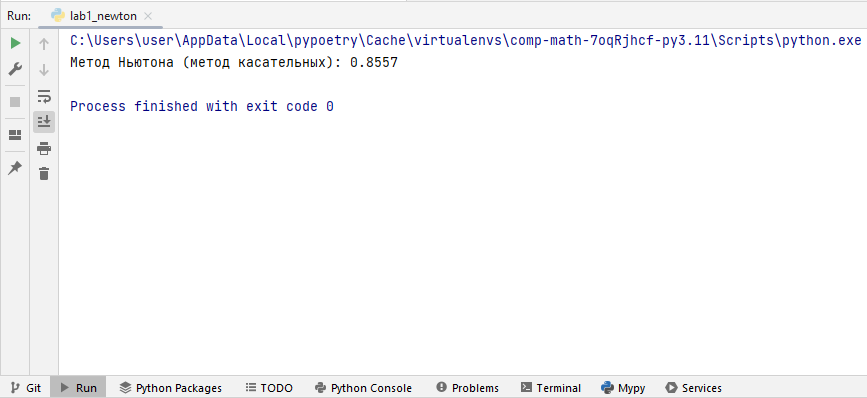 Run: lab1_newton
C:\Users\user\AppData\Local\pypoetry\Cache\virtualenvs\comp-math-7oqRjhcf-py3.11\Scripts\python.exe
Метод Ньютона (метод касательных): 0.8557
Process finished with exit code 0
Git Run Python Packages TODO Python Console Problems Terminal Mypy Services